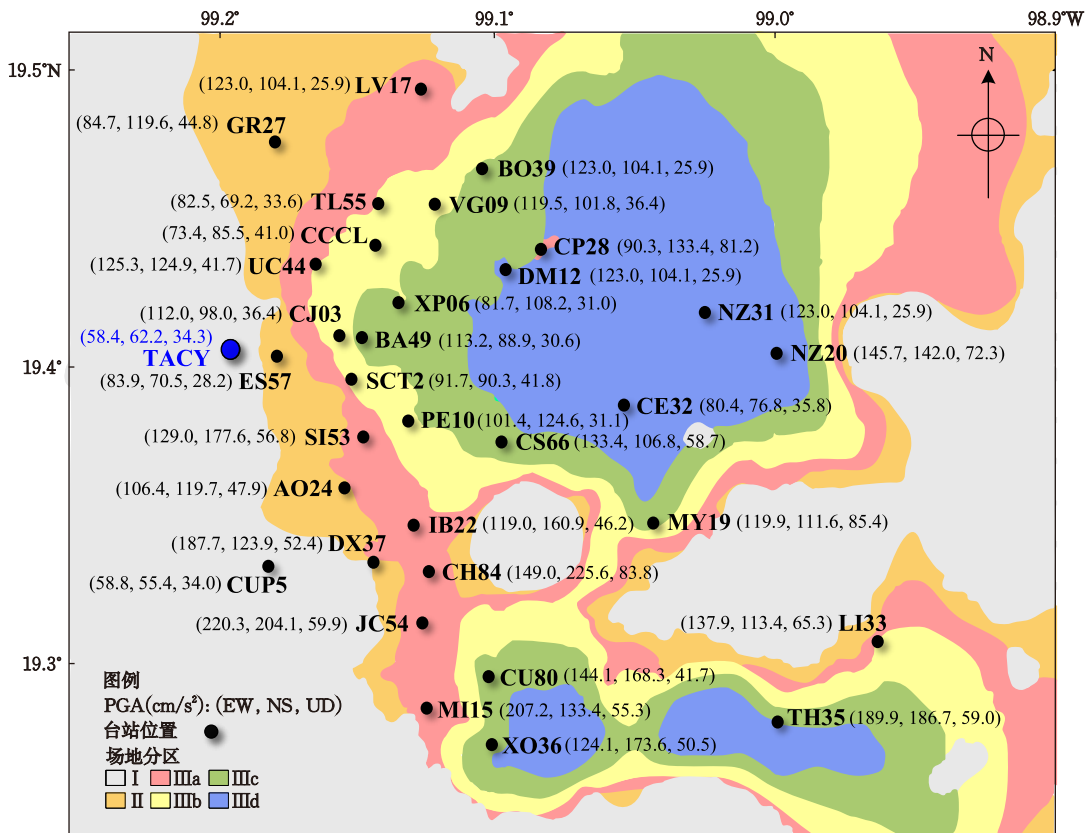 99.2°
99.1°
99.0°
98.9°W
19.5°N
N
(123.0, 104.1, 25.9) LV17
(84.7, 119.6, 44.8) GR27
BO39 (123.0, 104.1, 25.9)
(82.5, 69.2, 33.6) TL55
VG09 (119.5, 101.8, 36.4)
(73.4, 85.5, 41.0) CCCL
CP28 (90.3, 133.4, 81.2)
(125.3, 124.9, 41.7) UC44
DM12 (123.0, 104.1, 25.9)
(112.0, 98.0, 36.4) CJ03
XP06 (81.7, 108.2, 31.0)
NZ31 (123.0, 104.1, 25.9)
(58.4, 62.2, 34.3)
TACY
BA49 (113.2, 88.9, 30.6)
NZ20 (145.7, 142.0, 72.3)
19.4°
(83.9, 70.5, 28.2) ES57
SCT2 (91.7, 90.3, 41.8)
CE32 (80.4, 76.8, 35.8)
PE10 (101.4, 124.6, 31.1)
(129.0, 177.6, 56.8) SI53
CS66 (133.4, 106.8, 58.7)
(106.4, 119.7, 47.9) AO24
IB22 (119.0, 160.9, 46.2)
MY19 (119.9, 111.6, 85.4)
(187.7, 123.9, 52.4) DX37
CH84 (149.0, 225.6, 83.8)
(58.8, 55.4, 34.0) CUP5
(220.3, 204.1, 59.9) JC54
(137.9, 113.4, 65.3) LI33
19.3°
CU80 (144.1, 168.3, 41.7)
MI15 (207.2, 133.4, 55.3)
TH35 (189.9, 186.7, 59.0)
XO36 (124.1, 173.6, 50.5)
图例
PGA(cm/s²): (EW, NS, UD)
台站位置
场地分区
I IIIa IIIc
II IIIb IIId